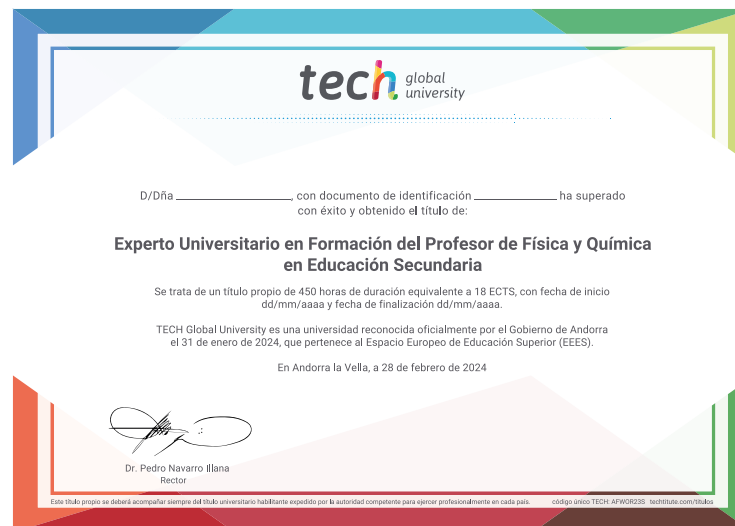 tech global
university
D/Dña ____________, con documento de identificación ____________ ha superado
con éxito y obtenido el título de:
Experto Universitario en Formación del Profesor de Física y Química
en Educación Secundaria
Se trata de un título propio de 450 horas de duración equivalente a 18 ECTS, con fecha de inicio
dd/mm/aaaa y fecha de finalización dd/mm/aaaa.
TECH Global University es una universidad reconocida oficialmente por el Gobierno de Andorra
el 31 de enero de 2024, que pertenece al Espacio Europeo de Educación Superior (EEES).
En Andorra la Vella, a 28 de febrero de 2024
Dr. Pedro Navarro Illana
Rector
Este título propio se deberá acompañar siempre del título universitario habilitante expedido por la autoridad competente para ejercer profesionalmente en cada país. código único TECH: AFWOR23S techtitute.com/titulos